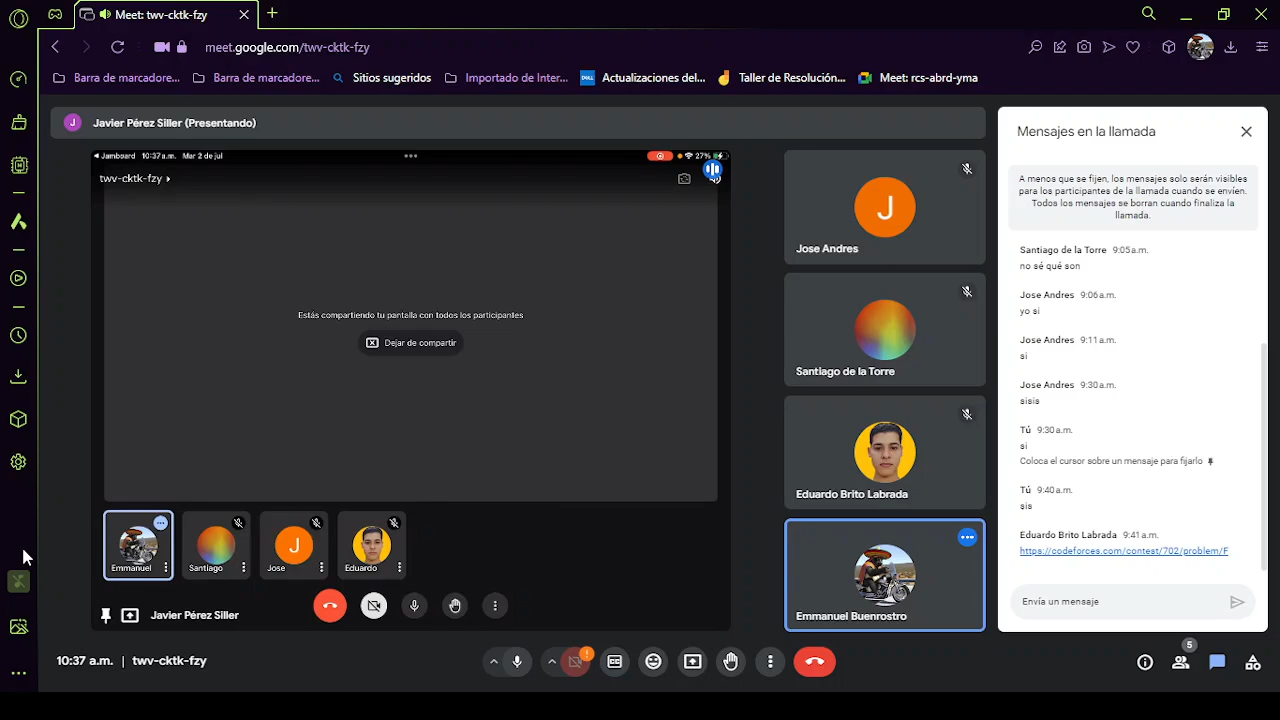 Meet: twv-cktk-fzy
meet.google.com/twv-cktk-fzy
Barra de marcadore...
Barra de marcadore...
Sitios sugeridos
Importado de Inter...
DELL
Actualizaciones del...
Taller de Resolución...
Meet: rcs-abrd-yma
J
Javier Pérez Siller (Presentando)
Jamboard 10:37 a.m. Mar 2 de jul
27%
twv-cktk-fzy
Estás compartiendo tu pantalla con todos los participantes
Dejar de compartir
Emmanuel
Santiago
J
Jose
Eduardo
Javier Pérez Siller
J
Jose Andres
Santiago de la Torre
Eduardo Brito Labrada
Emmanuel Buenrostro
Mensajes en la llamada
A menos que se fijen, los mensajes solo serán visibles
para los participantes de la llamada cuando se envíen.
Todos los mensajes se borran cuando finaliza la
llamada.
Santiago de la Torre 9:05 a.m.
no sé qué son
Jose Andres 9:06 a.m.
yo si
Jose Andres 9:11 a.m.
si
Jose Andres 9:30 a.m.
sisis
Tú 9:30 a.m.
si
Coloca el cursor sobre un mensaje para fijarlo
Tú 9:40 a.m.
sis
Eduardo Brito Labrada 9:41 a.m.
https://codeforces.com/contest/702/problem/F
Envía un mensaje
10:37 a.m. | twv-cktk-fzy
5